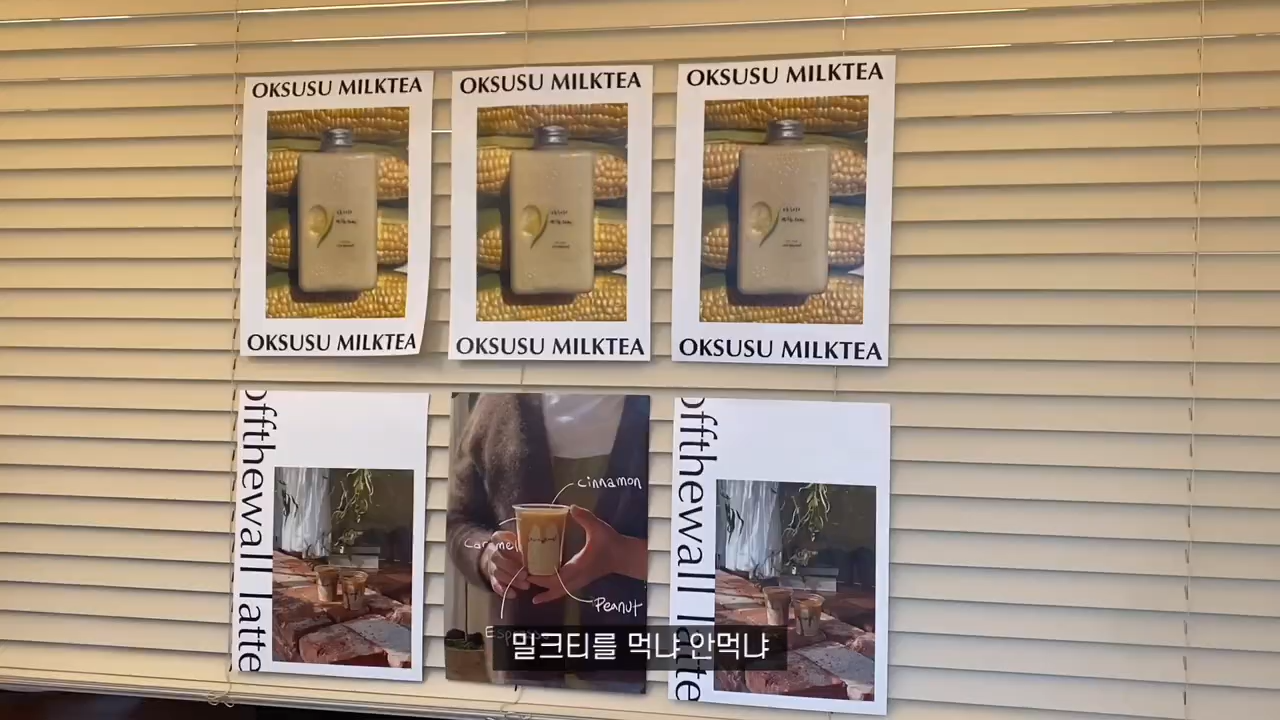 OKSUSU MILKTEA
OKSUSU MILKTEA
OKSUSU MILKTEA
OKSUSU MILKTEA
OKSUSU MILKTEA
OKSUSU MILKTEA
offthewall latte
cinnamon
Caramel
Peanut
offthewall latte
밀크티를 먹냐 안먹냐